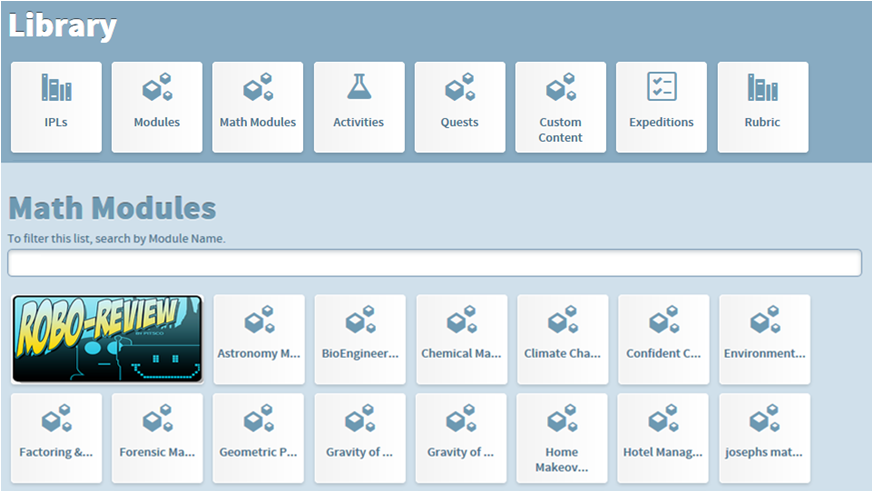 Library
IPLs
Modules
Math Modules
Activities
Quests
Custom
Content
Expeditions
Rubric
Math Modules
To filter this list, search by Module Name.
ROBO-REVIEW
BY PITSCO
Astronomy M...
BioEngineer...
Chemical Ma...
Climate Cha...
Confident C...
Environment...
Factoring &...
Forensic Ma...
Geometric P...
Gravity of ...
Gravity of ...
Home
Makeov...
Hotel Manag...
josephs mat...